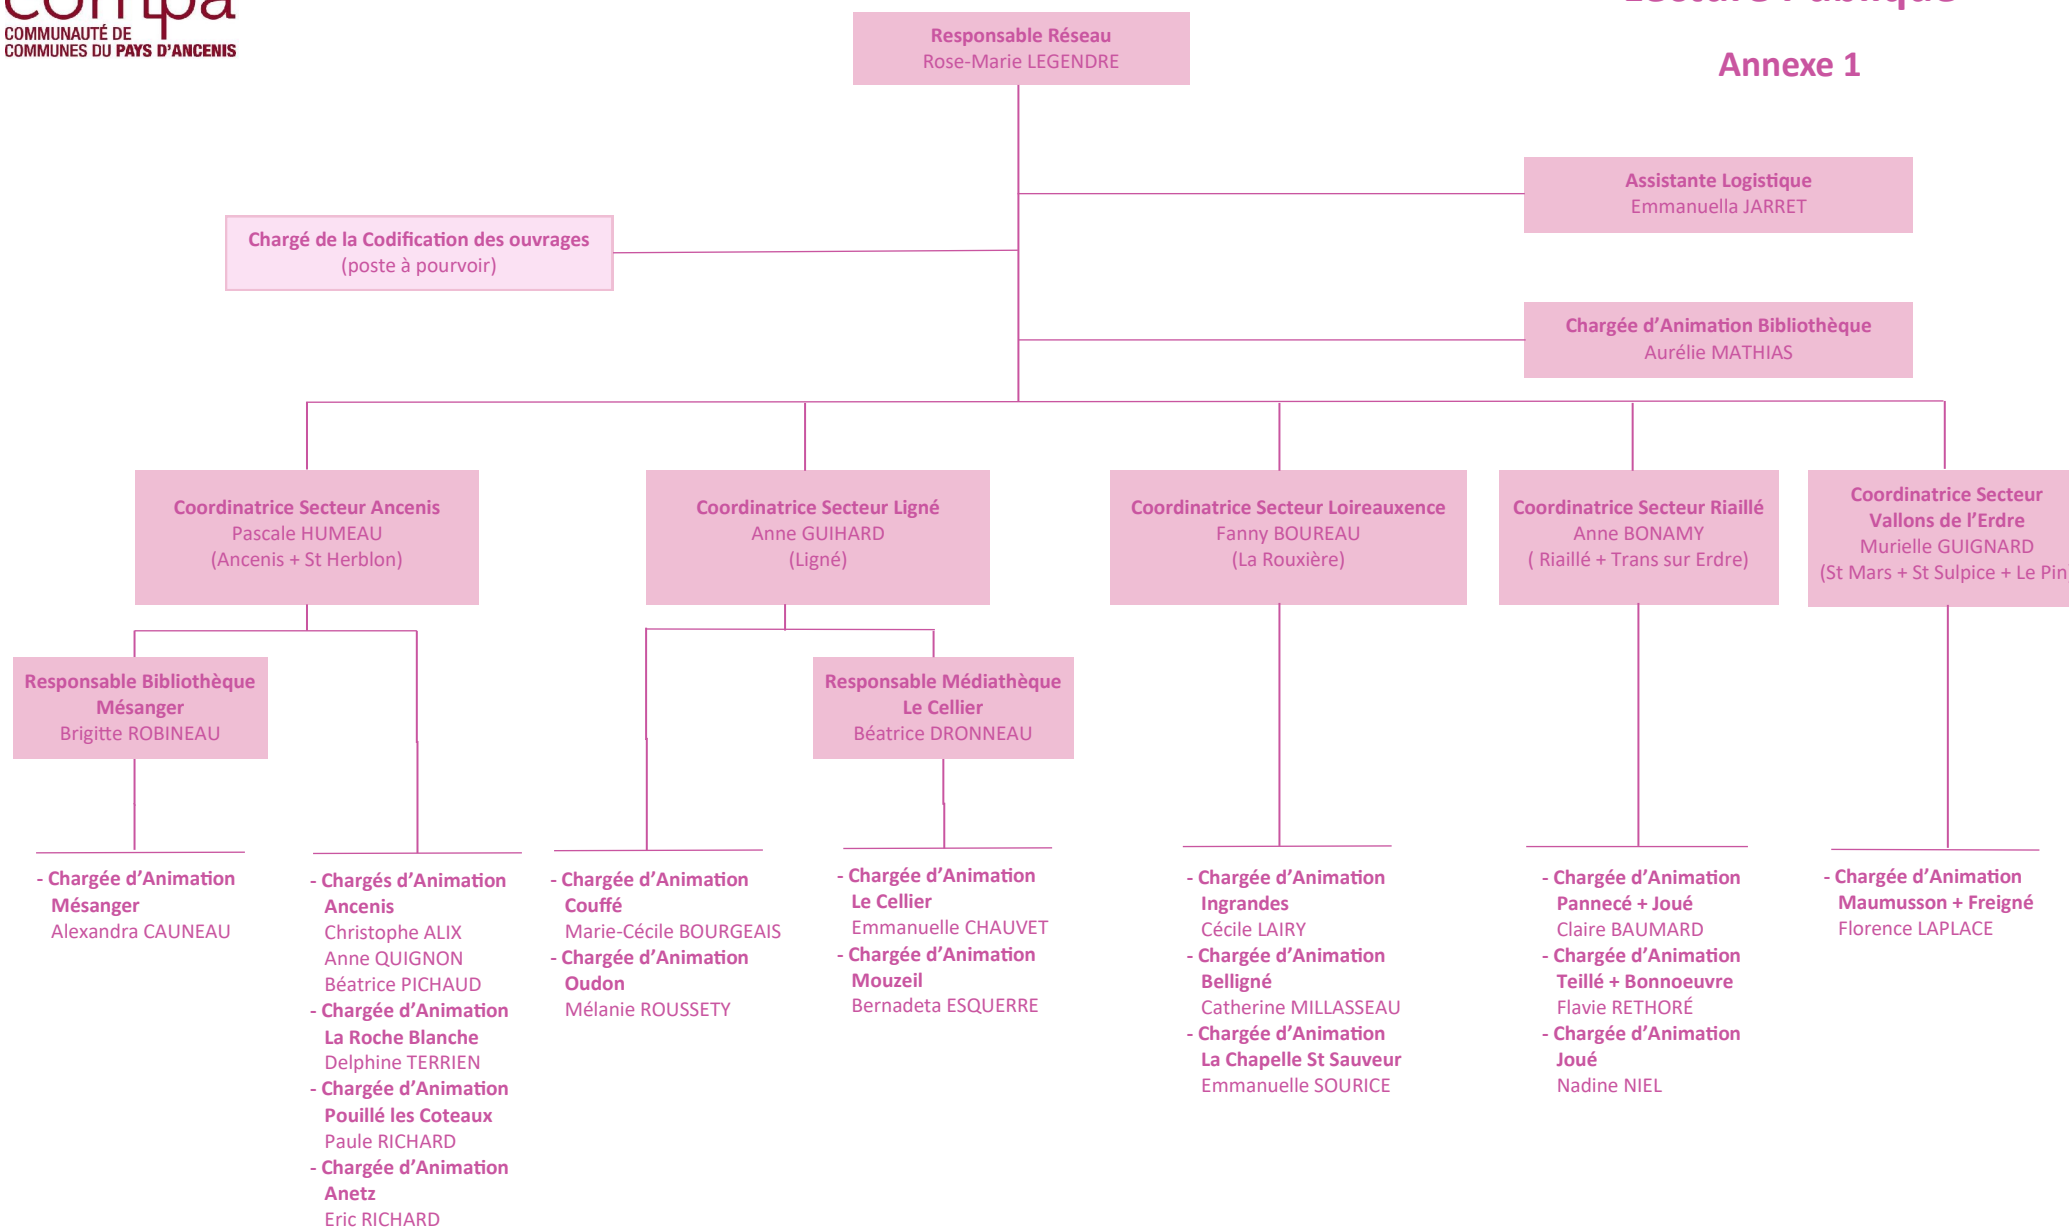 compa
COMMUNAUTÉ DE
COMMUNES DU PAYS D'ANCENIS
Lecture Publique
Annexe 1
Responsable Réseau
Rose-Marie LEGENDRE
Assistante Logistique
Emmanuella JARRET
Chargé de la Codification des ouvrages
(poste à pourvoir)
Chargée d’Animation Bibliothèque
Aurélie MATHIAS
Coordinatrice Secteur Ancenis
Pascale HUMEAU
(Ancenis + St Herblon)
Coordinatrice Secteur Ligné
Anne GUIHARD
(Ligné)
Coordinatrice Secteur Loireauxence
Fanny BOUREAU
(La Rouxière)
Coordinatrice Secteur Riaillé
Anne BONAMY
( Riaillé + Trans sur Erdre)
Coordinatrice Secteur
Vallons de l’Erdre
Murielle GUIGNARD
(St Mars + St Sulpice + Le Pin
Responsable Bibliothèque
Mésanger
Brigitte ROBINEAU
Responsable Médiathèque
Le Cellier
Béatrice DRONNEAU
- Chargée d’Animation
Mésanger
Alexandra CAUNEAU
- Chargés d’Animation
Ancenis
Christophe ALIX
Anne QUIGNON
Béatrice PICHAUD
- Chargée d’Animation
La Roche Blanche
Delphine TERRIEN
- Chargée d’Animation
Pouillé les Coteaux
Paule RICHARD
- Chargée d’Animation
Anetz
Eric RICHARD
- Chargée d’Animation
Couffé
Marie-Cécile BOURGEAIS
- Chargée d’Animation
Oudon
Mélanie ROUSSETY
- Chargée d’Animation
Le Cellier
Emmanuelle CHAUVET
- Chargée d’Animation
Mouzeil
Bernadeta ESQUERRE
- Chargée d’Animation
Ingrandes
Cécile LAIRY
- Chargée d’Animation
Belligné
Catherine MILLASSEAU
- Chargée d’Animation
La Chapelle St Sauveur
Emmanuelle SOURICE
- Chargée d’Animation
Pannecé + Joué
Claire BAUMARD
- Chargée d’Animation
Teillé + Bonnoeuvre
Flavie RETHORÉ
- Chargée d’Animation
Joué
Nadine NIEL
- Chargée d’Animation
Maumusson + Freigné
Florence LAPLACE